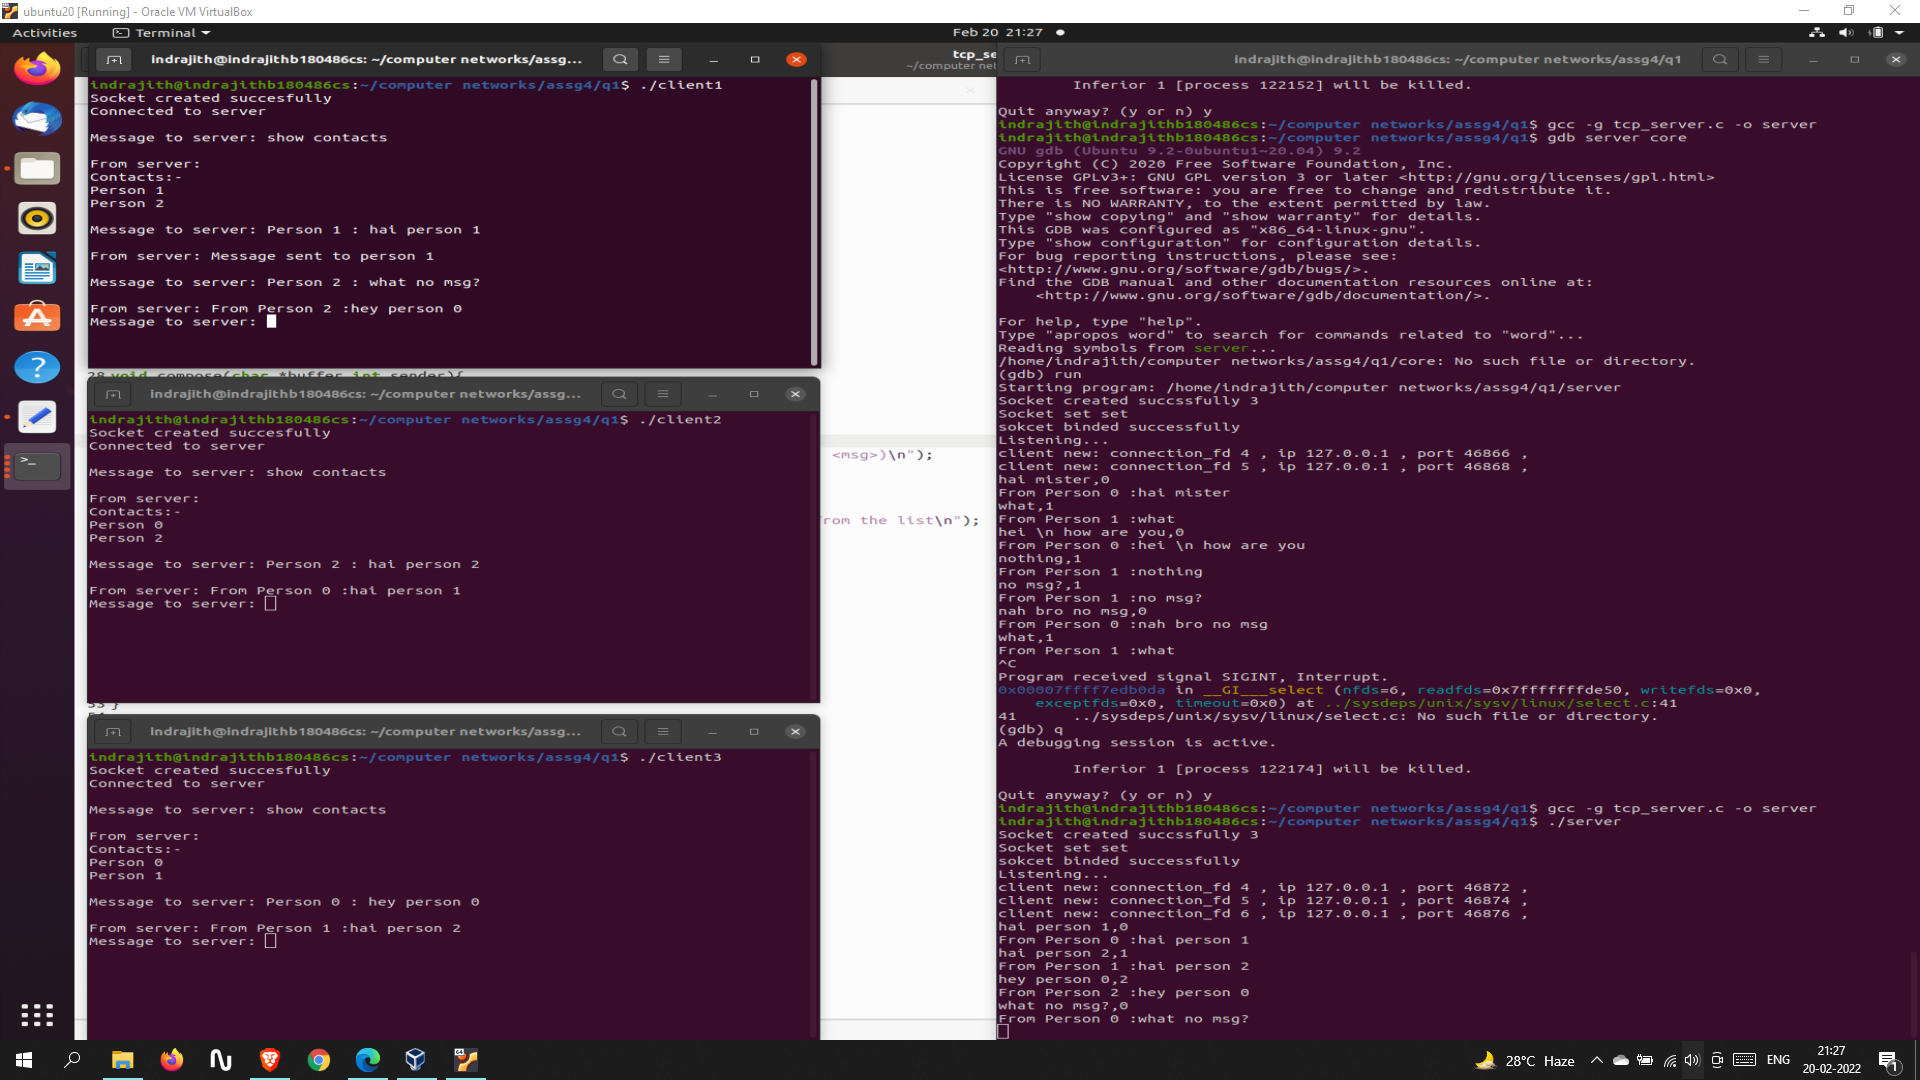 ubuntu20 [Running] - Oracle VM VirtualBox
Activities
Terminal
Feb 20 21:27
indrajith@indrajithb180486cs: ~/computer networks/assg...
indrajith@indrajithb180486cs:~/computer networks/assg4/q1$ ./client1
Socket created succesfully
Connected to server
Message to server: show contacts
From server:
Contacts:-
Person 1
Person 2
Message to server: Person 1 : hai person 1
From server: Message sent to person 1
Message to server: Person 2 : what no msg?
From server: From Person 2 :hey person 0
Message to server:
28 void compose(char *buffer,int sender){
indrajith@indrajithb180486cs: ~/computer networks/assg...
indrajith@indrajithb180486cs:~/computer networks/assg4/q1$ ./client2
Socket created succesfully
Connected to server
Message to server: show contacts
From server:
Contacts:-
Person 0
Person 2
Message to server: Person 2 : hai person 2
From server: From Person 0 :hai person 1
Message to server:
53 }
indrajith@indrajithb180486cs: ~/computer networks/assg...
indrajith@indrajithb180486cs:~/computer networks/assg4/q1$ ./client3
Socket created succesfully
Connected to server
Message to server: show contacts
From server:
Contacts:-
Person 0
Person 1
Message to server: Person 0 : hey person 0
From server: From Person 1 :hai person 2
Message to server:
tcp_se
~/computer net
<msg>)\n");
rom the list\n");
indrajith@indrajithb180486cs: ~/computer networks/assg4/q1
Inferior 1 [process 122152] will be killed.
Quit anyway? (y or n) y
indrajith@indrajithb180486cs:~/computer networks/assg4/q1$ gcc -g tcp_server.c -o server
indrajith@indrajithb180486cs:~/computer networks/assg4/q1$ gdb server core
GNU gdb (Ubuntu 9.2-0ubuntu1~20.04) 9.2
Copyright (C) 2020 Free Software Foundation, Inc.
License GPLv3+: GNU GPL version 3 or later <http://gnu.org/licenses/gpl.html>
This is free software: you are free to change and redistribute it.
There is NO WARRANTY, to the extent permitted by law.
Type "show copying" and "show warranty" for details.
This GDB was configured as "x86_64-linux-gnu".
Type "show configuration" for configuration details.
For bug reporting instructions, please see:
<http://www.gnu.org/software/gdb/bugs/>.
Find the GDB manual and other documentation resources online at:
<http://www.gnu.org/software/gdb/documentation/>.
For help, type "help".
Type "apropos word" to search for commands related to "word"...
Reading symbols from server...
/home/indrajith/computer networks/assg4/q1/core: No such file or directory.
(gdb) run
Starting program: /home/indrajith/computer networks/assg4/q1/server
Socket created succssfully 3
Socket set set
sokcet binded successfully
Listening...
client new: connection_fd 4 , ip 127.0.0.1 , port 46866 ,
client new: connection_fd 5 , ip 127.0.0.1 , port 46868 ,
hai mister,0
From Person 0 :hai mister
what,1
From Person 1 :what
hei \n how are you,0
From Person 0 :hei \n how are you
nothing,1
From Person 1 :nothing
no msg?,1
From Person 1 :no msg?
nah bro no msg,0
From Person 0 :nah bro no msg
what,1
From Person 1 :what
^C
Program received signal SIGINT, Interrupt.
0x00007ffff7edb0da in __GI___select (nfds=6, readfds=0x7fffffffde50, writefds=0x0,
exceptfds=0x0, timeout=0x0) at ../sysdeps/unix/sysv/linux/select.c:41
41 ../sysdeps/unix/sysv/linux/select.c: No such file or directory.
(gdb) q
A debugging session is active.
Inferior 1 [process 122174] will be killed.
Quit anyway? (y or n) y
indrajith@indrajithb180486cs:~/computer networks/assg4/q1$ gcc -g tcp_server.c -o server
indrajith@indrajithb180486cs:~/computer networks/assg4/q1$ ./server
Socket created succssfully 3
Socket set set
sokcet binded successfully
Listening...
client new: connection_fd 4 , ip 127.0.0.1 , port 46872 ,
client new: connection_fd 5 , ip 127.0.0.1 , port 46874 ,
client new: connection_fd 6 , ip 127.0.0.1 , port 46876 ,
hai person 1,0
From Person 0 :hai person 1
hai person 2,1
From Person 1 :hai person 2
hey person 0,2
From Person 2 :hey person 0
what no msg?,0
From Person 0 :what no msg?
28°C Haze
ENG
21:27
20-02-2022
1